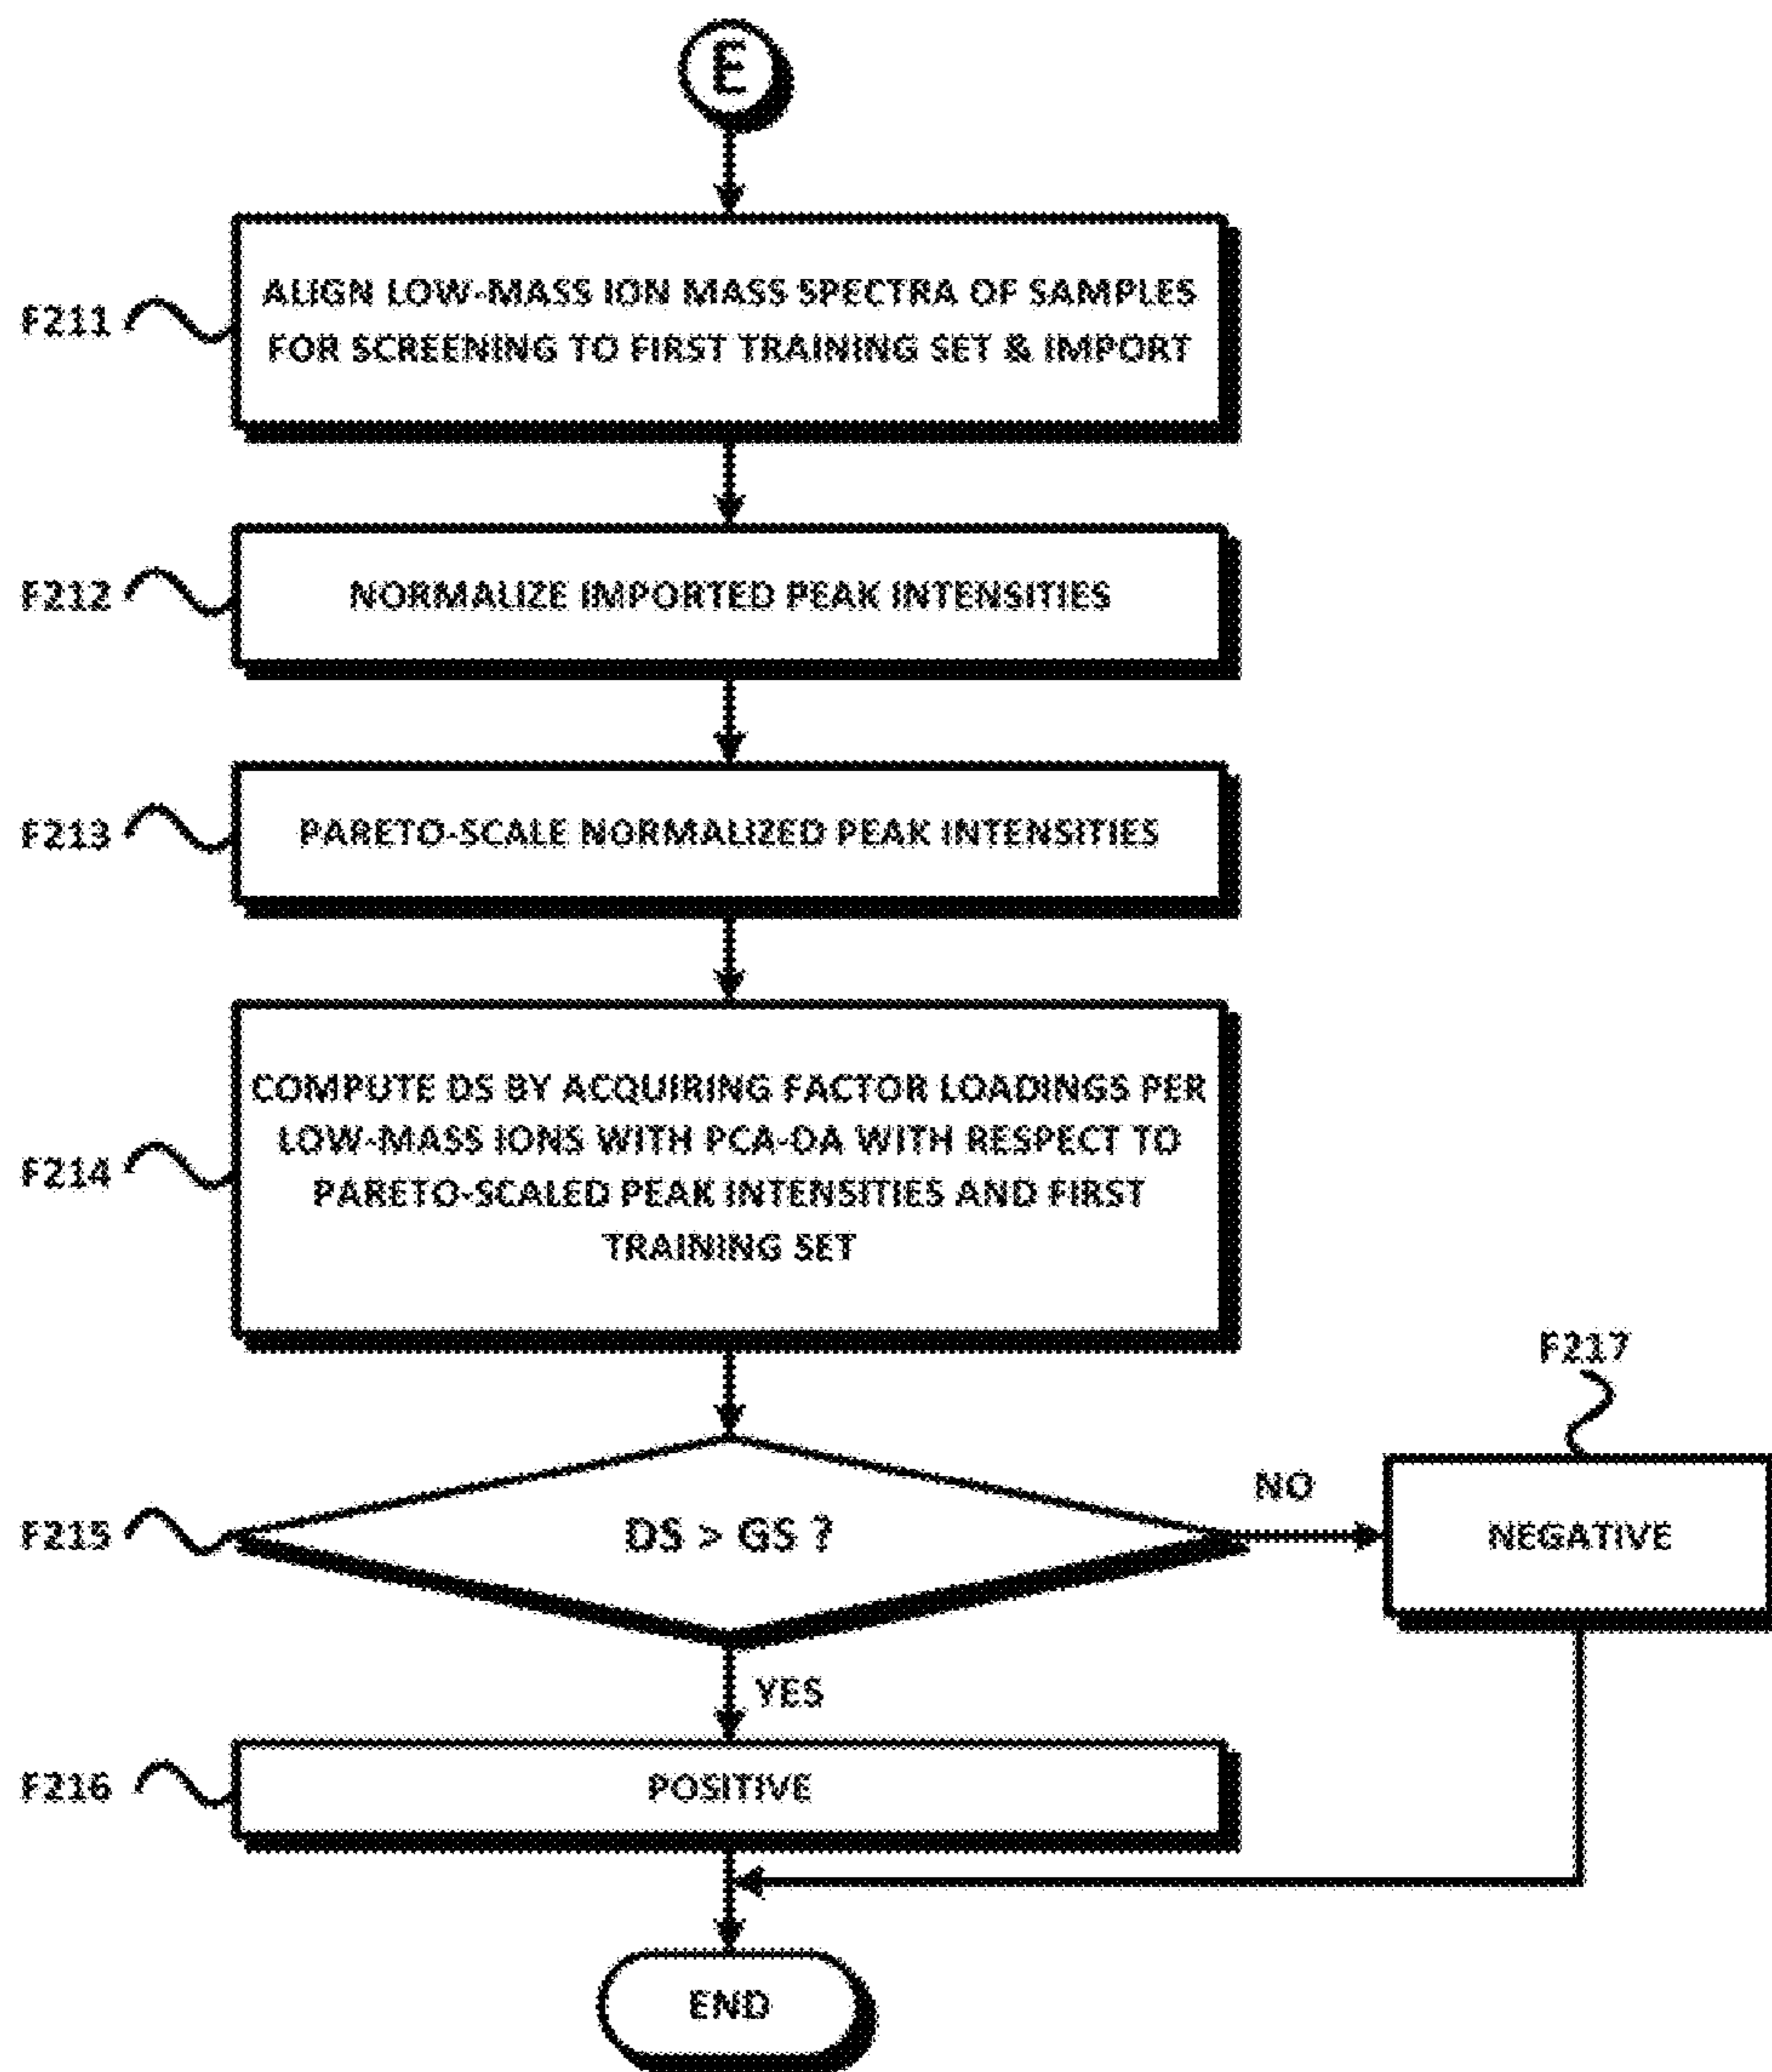 E
F211
ALIGN LOW-MASS ION MASS SPECTRA OF SAMPLES
FOR SCREENING TO FIRST TRAINING SET & IMPORT
F212
NORMALIZE IMPORTED PEAK INTENSITIES
F213
PARETO-SCALE NORMALIZED PEAK INTENSITIES
F214
COMPUTE DS BY ACQUIRING FACTOR LOADINGS PER
LOW-MASS IONS WITH PCA-DA WITH RESPECT TO
PARETO-SCALED PEAK INTENSITIES AND FIRST
TRAINING SET
F215
DS > GS ?
NO
F217
NEGATIVE
YES
F216
POSITIVE
END